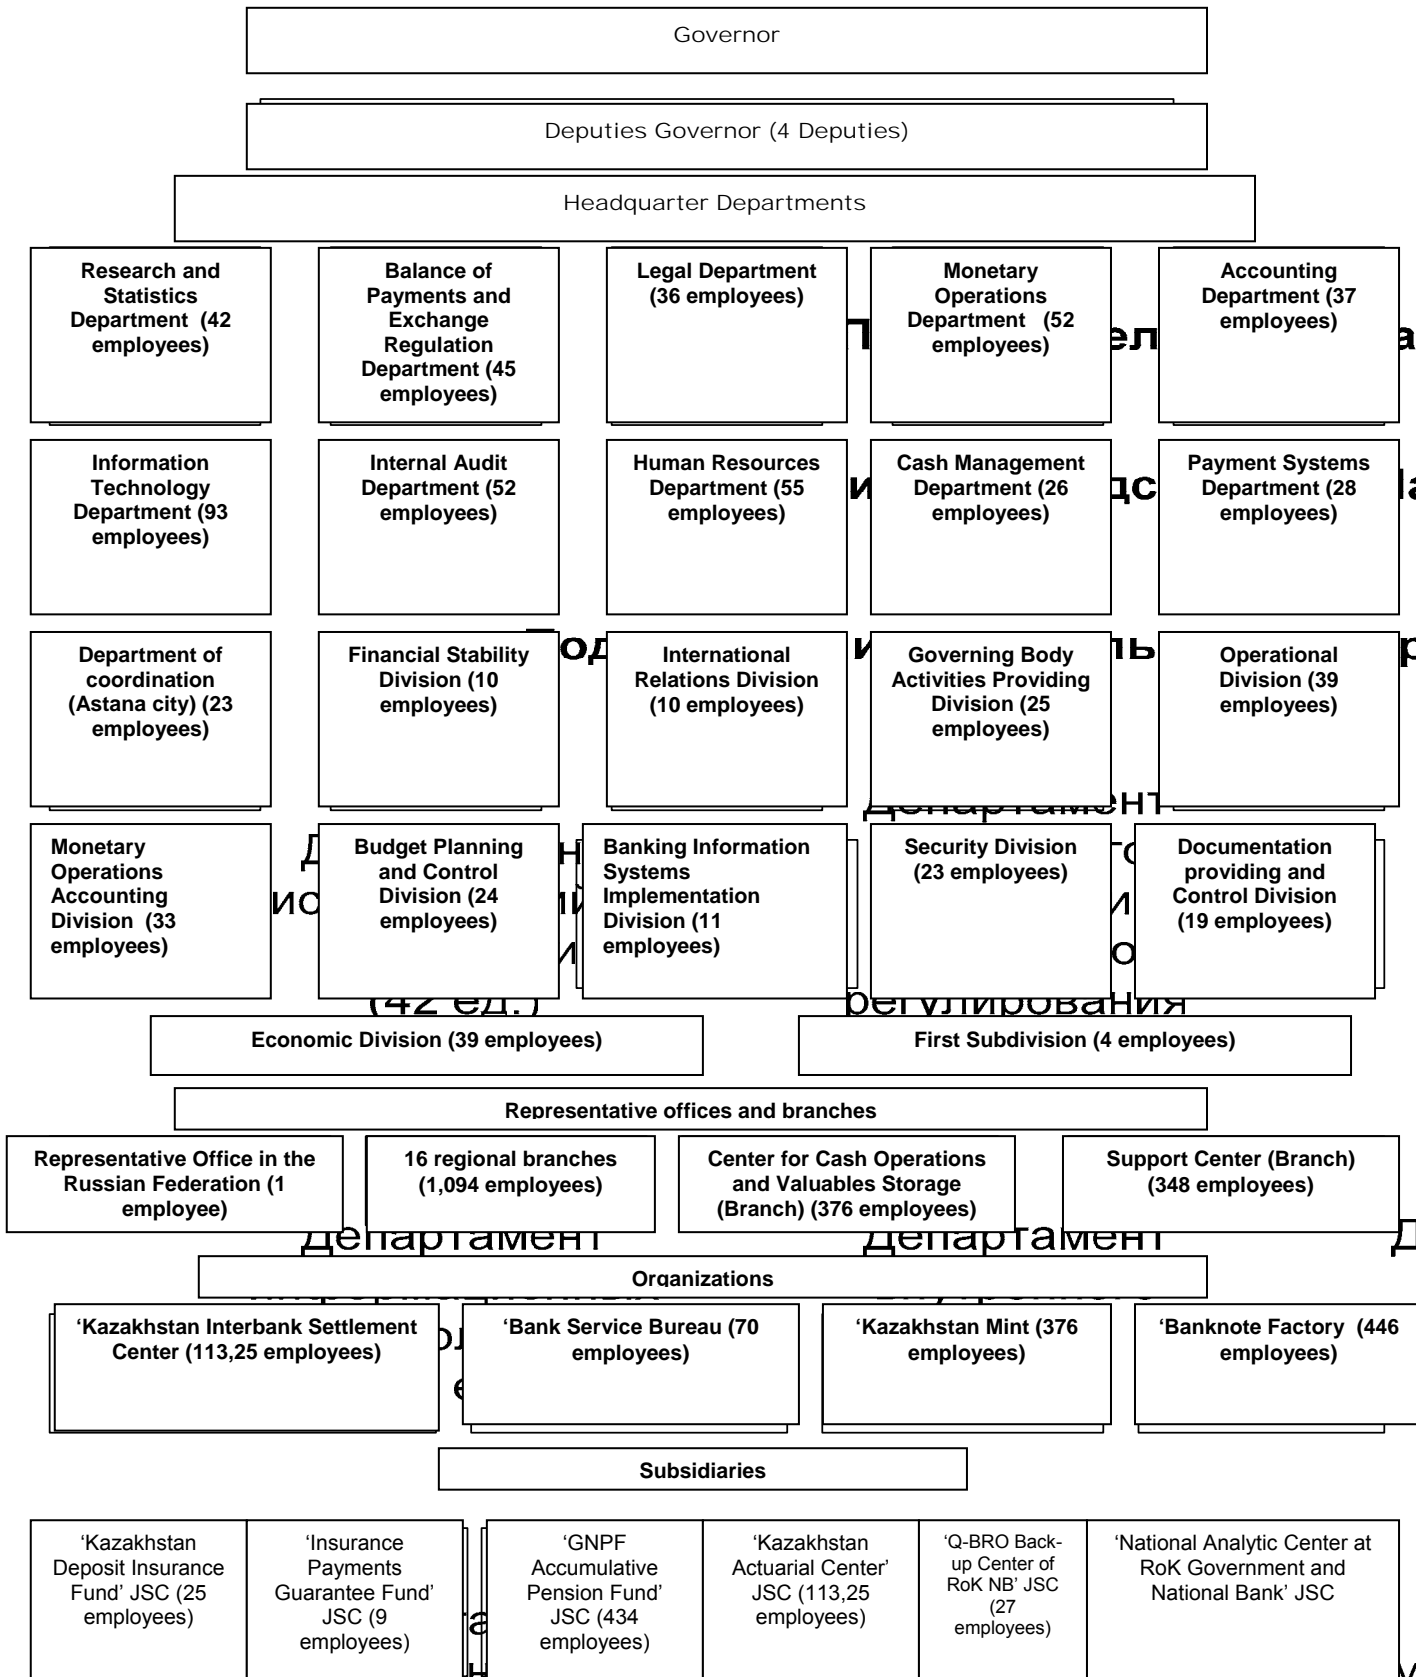 Governor
Deputies Governor (4 Deputies)
Headquarter Departments
Research and
Statistics
Department (42
employees)
Balance of
Payments and
Exchange
Regulation
Department (45
employees)
Legal Department
(36 employees)
Monetary
Operations
Department (52
employees)
Accounting
Department (37
employees)
Information
Technology
Department (93
employees)
Internal Audit
Department (52
employees)
Human Resources
Department (55
employees)
Cash Management
Department (26
employees)
Payment Systems
Department (28
employees)
Department of
coordination
(Astana city) (23
employees)
Financial Stability
Division (10
employees)
International
Relations Division
(10 employees)
Governing Body
Activities Providing
Division (25
employees)
Operational
Division (39
employees)
Департамент
Monetary
Operations
Accounting
Division (33
employees)
Budget Planning
and Control
Division (24
employees)
Banking Information
Systems
Implementation
Division (11
employees)
Security Division
(23 employees)
Documentation
providing and
Control Division
(19 employees)
(42 ед.)
регулирования
Economic Division (39 employees)
First Subdivision (4 employees)
Representative offices and branches
Representative Office in the
Russian Federation (1
employee)
16 regional branches
(1,094 employees)
Center for Cash Operations
and Valuables Storage
(Branch) (376 employees)
Support Center (Branch)
(348 employees)
Департамент
Департамент
Organizations
‘Kazakhstan Interbank Settlement
Center (113,25 employees)
‘Bank Service Bureau (70
employees)
‘Kazakhstan Mint (376
employees)
‘Banknote Factory (446
employees)
Subsidiaries
‘Kazakhstan
Deposit Insurance
Fund’ JSC (25
employees)
‘Insurance
Payments
Guarantee Fund’
JSC (9
employees)
‘GNPF
Accumulative
Pension Fund’
JSC (434
employees)
‘Kazakhstan
Actuarial Center’
JSC (113,25
employees)
‘Q-BRO Back-
up Center of
RoK NB’ JSC
(27
employees)
‘National Analytic Center at
RoK Government and
National Bank’ JSC